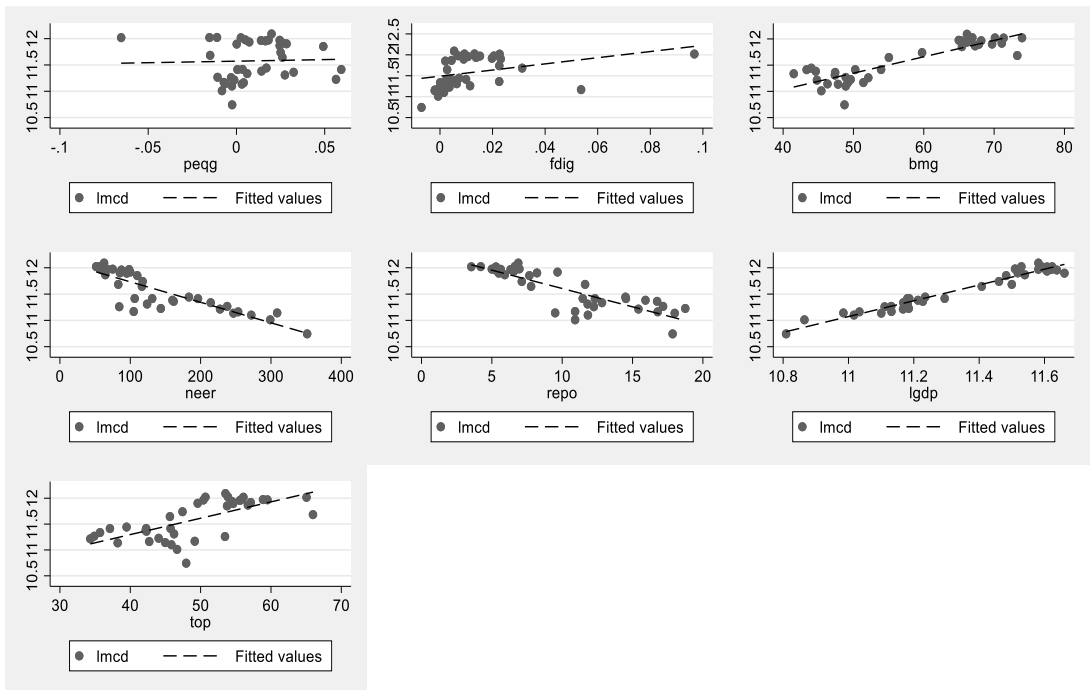 10.5 11 11.5 12
-.1 -.05 0 .05
peqg
lmcd Fitted values
10.5 11 11.5 12 12.5
0 .02 .04 .06 .08 .1
fdig
lmcd Fitted values
10.5 11 11.5 12
40 50 60 70 80
bmg
lmcd Fitted values
10.5 11 11.5 12
0 100 200 300 400
neer
lmcd Fitted values
10.5 11 11.5 12
0 5 10 15 20
repo
lmcd Fitted values
10.5 11 11.5 12
10.8 11 11.2 11.4 11.6
lgdp
lmcd Fitted values
10.5 11 11.5 12
30 40 50 60 70
top
lmcd Fitted values